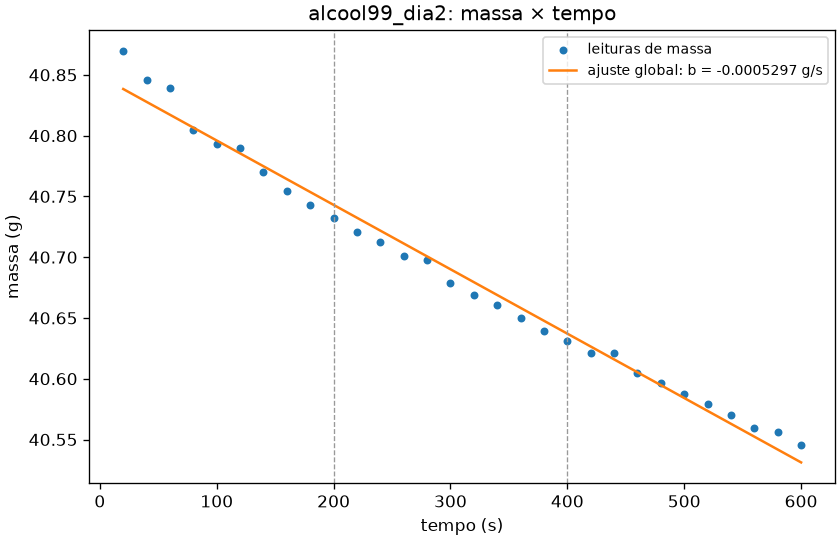 alcool99_dia2: massa × tempo
leituras de massa
ajuste global: b = -0.0005297 g/s
massa (g)
40.85
40.80
40.75
40.70
40.65
40.60
40.55
0 100 200 300 400 500 600
tempo (s)